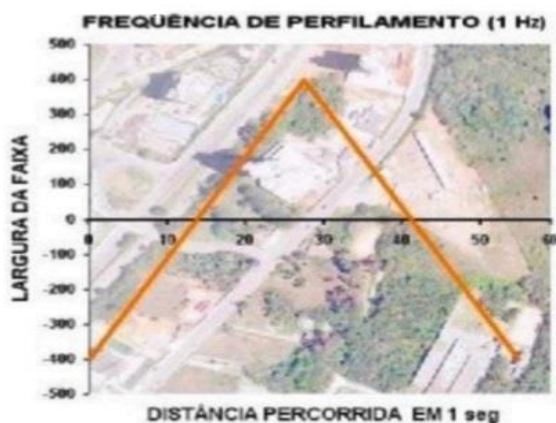 FREQÜÊNCIA DE PERFILAMENTO (1 Hz)
500
400
300
200
100
0
-100
-200
-300
-400
-500
LARGURA DA FAIXA
0 10 20 30 40 50 60
DISTÂNCIA PERCORRIDA EM 1 seg